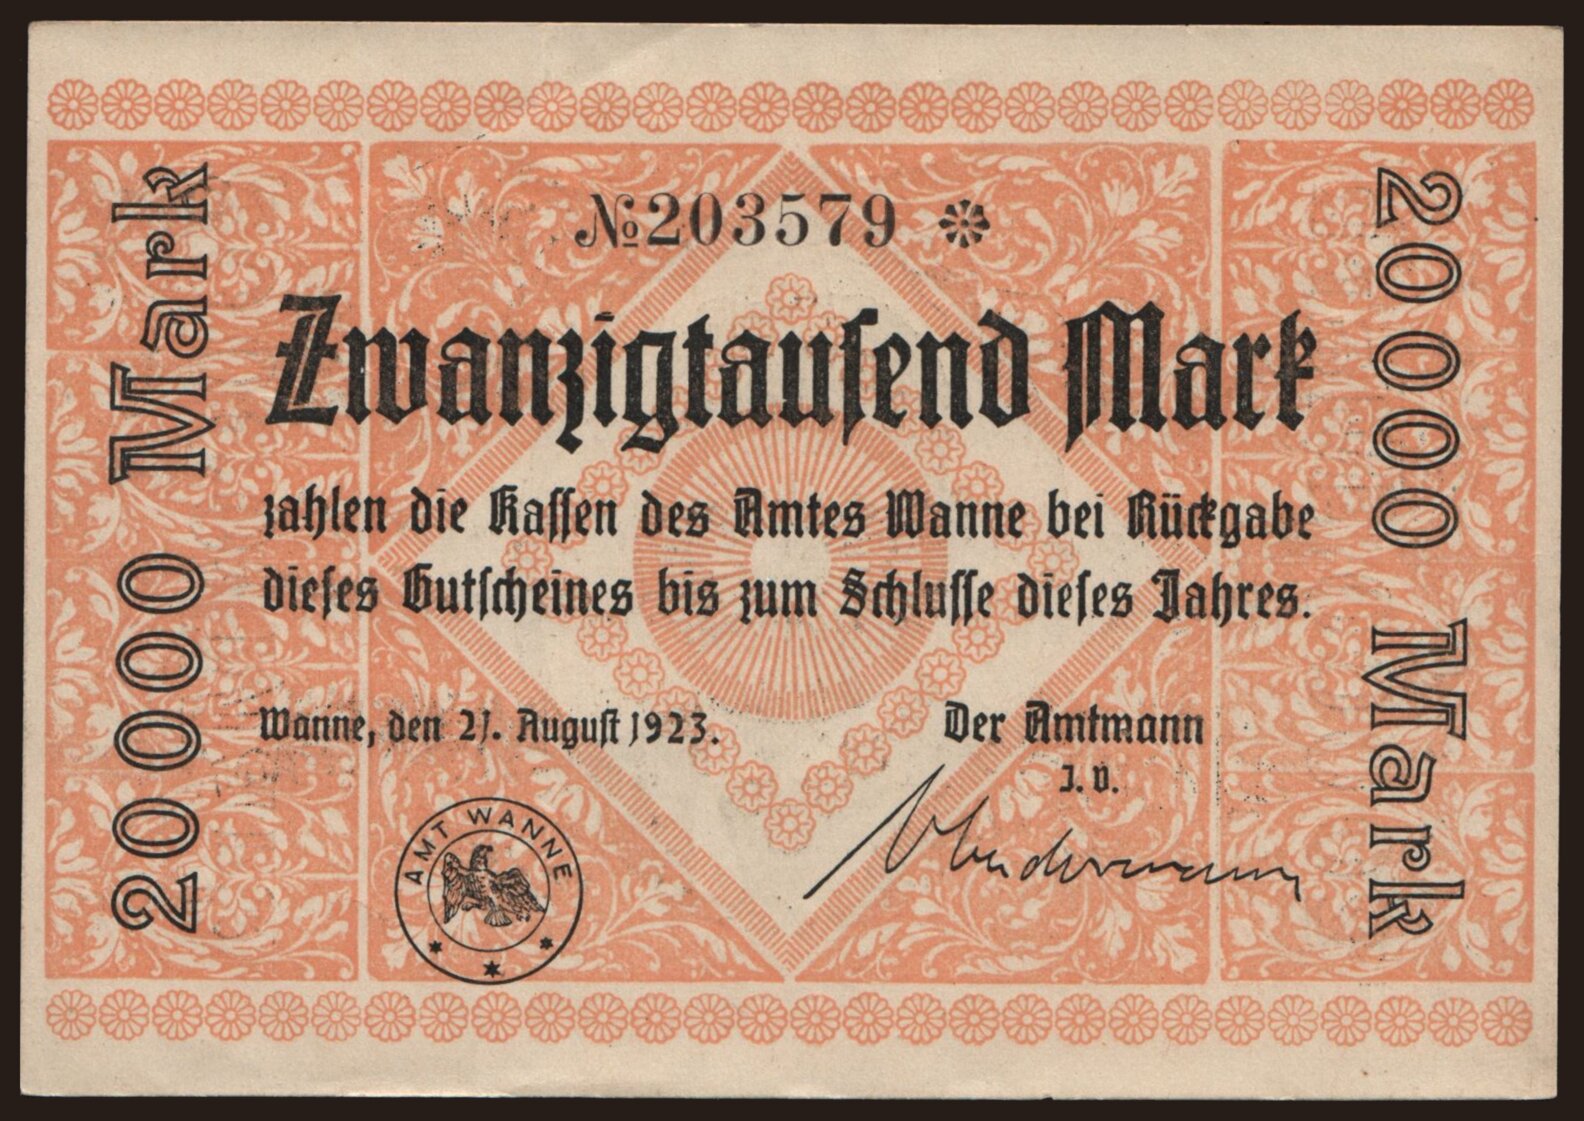 №203579
Zwanzigtausend Mark
zahlen die Kassen des Amtes Wanne bei Rückgabe
dieses Gutscheines bis zum Schlusse dieses Jahres.
Wanne, den 21. August 1923.
Der Amtmann
J. V.
AMT WANNE
20000 Mark
20000 Mark